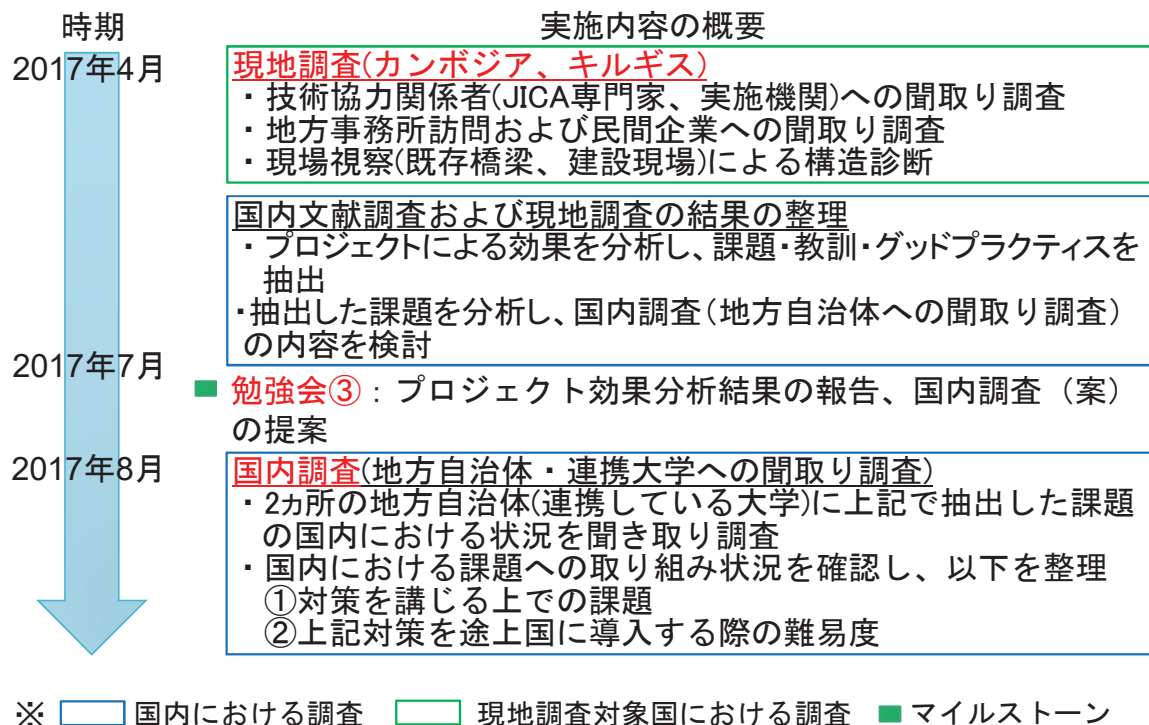 時期
実施内容の概要
2017年4月
現地調査(カンボジア、キルギス)
・技術協力関係者(JICA専門家、実施機関)への聞取り調査
・地方事務所訪問および民間企業への聞取り調査
・現場視察(既存橋梁、建設現場)による構造診断
国内文献調査および現地調査の結果の整理
・プロジェクトによる効果を分析し、課題・教訓・グッドプラクティスを
抽出
・抽出した課題を分析し、国内調査(地方自治体への聞取り調査)
の内容を検討
2017年7月
勉強会③:プロジェクト効果分析結果の報告、国内調査(案)
の提案
2017年8月
国内調査(地方自治体・連携大学への聞取り調査)
・2ヵ所の地方自治体(連携している大学)に上記で抽出した課題
の国内における状況を聞き取り調査
・国内における課題への取り組み状況を確認し、以下を整理
①対策を講じる上での課題
②上記対策を途上国に導入する際の難易度
※ 国内における調査 現地調査対象国における調査 マイルストーン